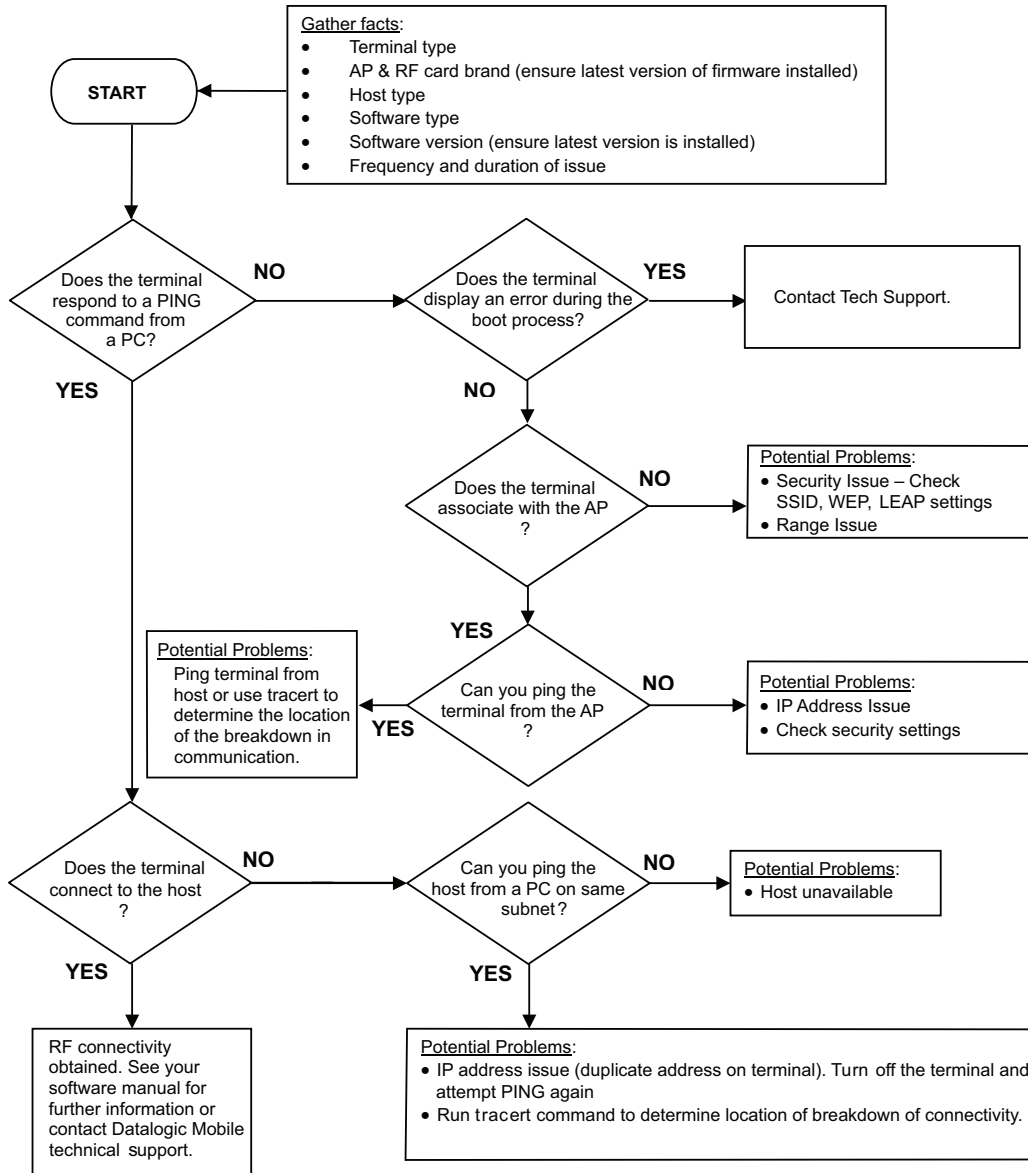 Gather facts:
• Terminal type
• AP & RF card brand (ensure latest version of firmware installed)
• Host type
• Software type
• Software version (ensure latest version is installed)
• Frequency and duration of issue
START
Does the terminal
respond to a PING
command from
a PC?
NO
YES
Does the terminal
display an error during the
boot process?
YES
NO
Contact Tech Support.
Does the terminal
associate with the AP
?
NO
YES
Potential Problems:
• Security Issue – Check
SSID, WEP, LEAP settings
• Range Issue
Can you ping the
terminal from the AP
?
YES
NO
Potential Problems:
Ping terminal from
host or use tracert to
determine the location
of the breakdown in
communication.
Potential Problems:
• IP Address Issue
• Check security settings
Does the terminal
connect to the host
?
NO
YES
Can you ping the
host from a PC on same
subnet?
NO
YES
Potential Problems:
• Host unavailable
RF connectivity
obtained. See your
software manual for
further information or
contact Datalogic Mobile
technical support.
Potential Problems:
• IP address issue (duplicate address on terminal). Turn off the terminal and
attempt PING again
• Run tracert command to determine location of breakdown of connectivity.